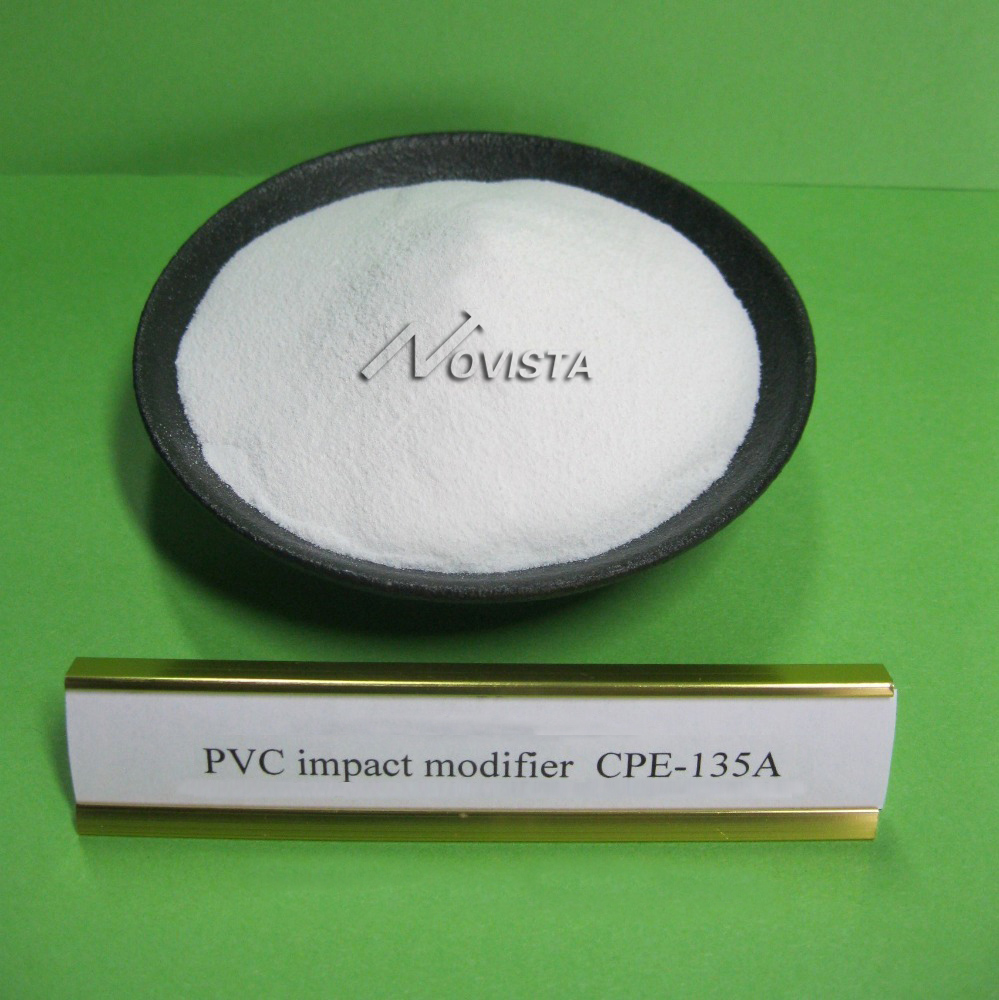 NOVISTA
PVC impact modifier CPE-135A